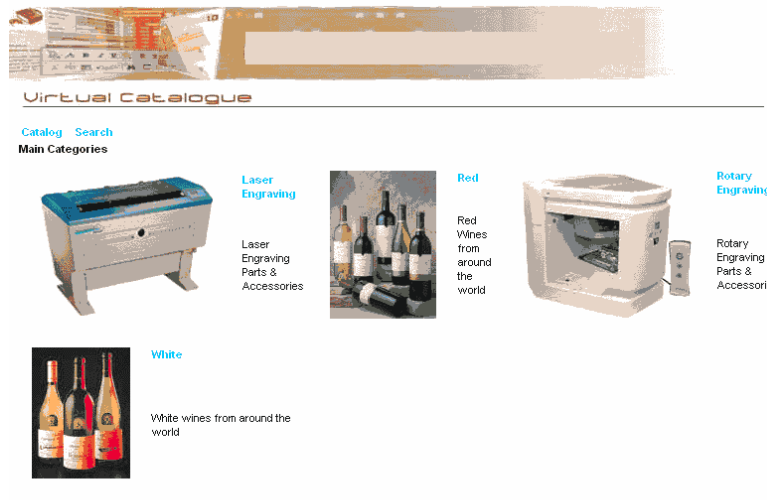 Virtual Catalogue
Catalog Search
Main Categories
Laser
Engraving
Laser
Engraving
Parts &
Accessories
Red
Red
Wines
from
around
the
world
Rotary
Engraving
Rotary
Engraving
Parts &
Accessori
White
White wines from around the
world